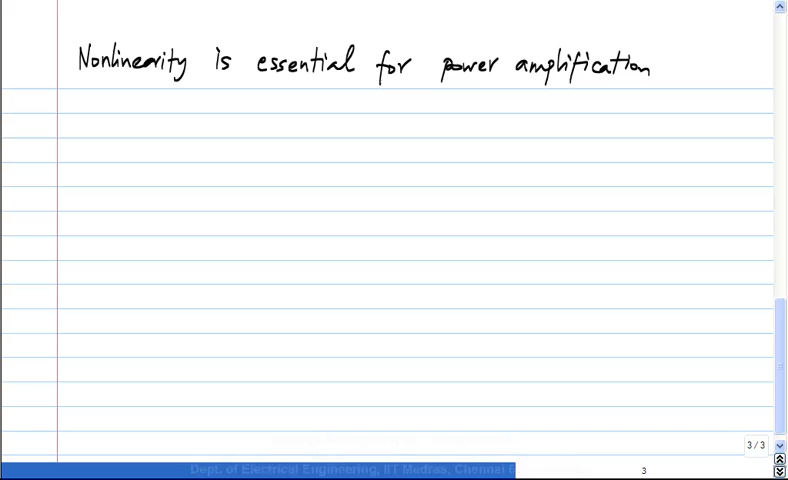 Nonlinearity is essential for power amplification
3 / 3
Dept. of Electrical Engineering, IIT Madras, Chennai
3